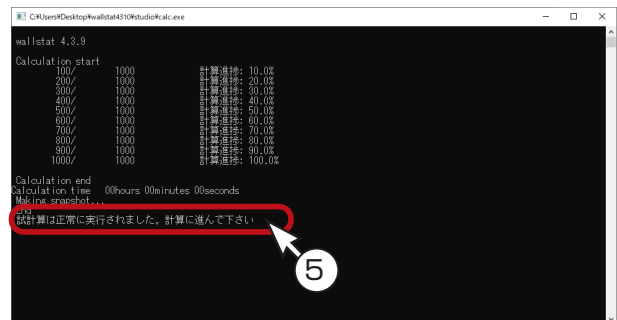 C:¥Users¥Desktop¥wallstat4310¥studio¥calc.exe
wallstat 4.3.9
Calculation start
100/ 1000 計算進捗: 10.0%
200/ 1000 計算進捗: 20.0%
300/ 1000 計算進捗: 30.0%
400/ 1000 計算進捗: 40.0%
500/ 1000 計算進捗: 50.0%
600/ 1000 計算進捗: 60.0%
700/ 1000 計算進捗: 70.0%
800/ 1000 計算進捗: 80.0%
900/ 1000 計算進捗: 90.0%
1000/ 1000 計算進捗: 100.0%
Calculation end
Calculation time 00hours 00minutes 00seconds
Making snapshot...
End
試計算は正常に実行されました。計算に進んで下さい
5